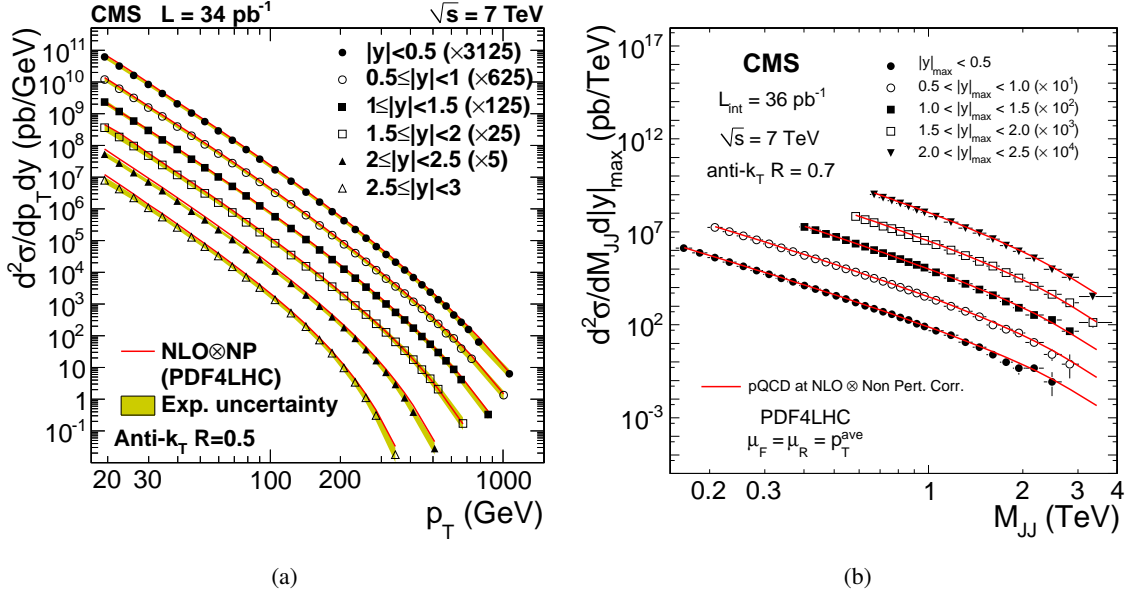 CMS L = 34 pb⁻¹ √s = 7 TeV
d²σ/dp_T dy (pb/GeV)
10¹¹
10¹⁰
10⁹
10⁸
10⁷
10⁶
10⁵
10⁴
10³
10²
10
1
10⁻¹
|y|<0.5 (×3125)
0.5≤|y|<1 (×625)
1≤|y|<1.5 (×125)
1.5≤|y|<2 (×25)
2≤|y|<2.5 (×5)
2.5≤|y|<3
NLO⊗NP
(PDF4LHC)
Exp. uncertainty
Anti-k_T R=0.5
20 30 100 200 1000
p_T (GeV)
(a)
d²σ/dM_JJ d|y|_max (pb/TeV)
10¹⁷
10¹²
10⁷
10²
10⁻³
CMS
L_int = 36 pb⁻¹
√s = 7 TeV
anti-k_T R = 0.7
|y|_max < 0.5
0.5 < |y|_max < 1.0 (× 10¹)
1.0 < |y|_max < 1.5 (× 10²)
1.5 < |y|_max < 2.0 (× 10³)
2.0 < |y|_max < 2.5 (× 10⁴)
pQCD at NLO ⊗ Non Pert. Corr.
PDF4LHC
μ_F = μ_R = p_T^ave
0.2 0.3 1 2 3 4
M_JJ (TeV)
(b)